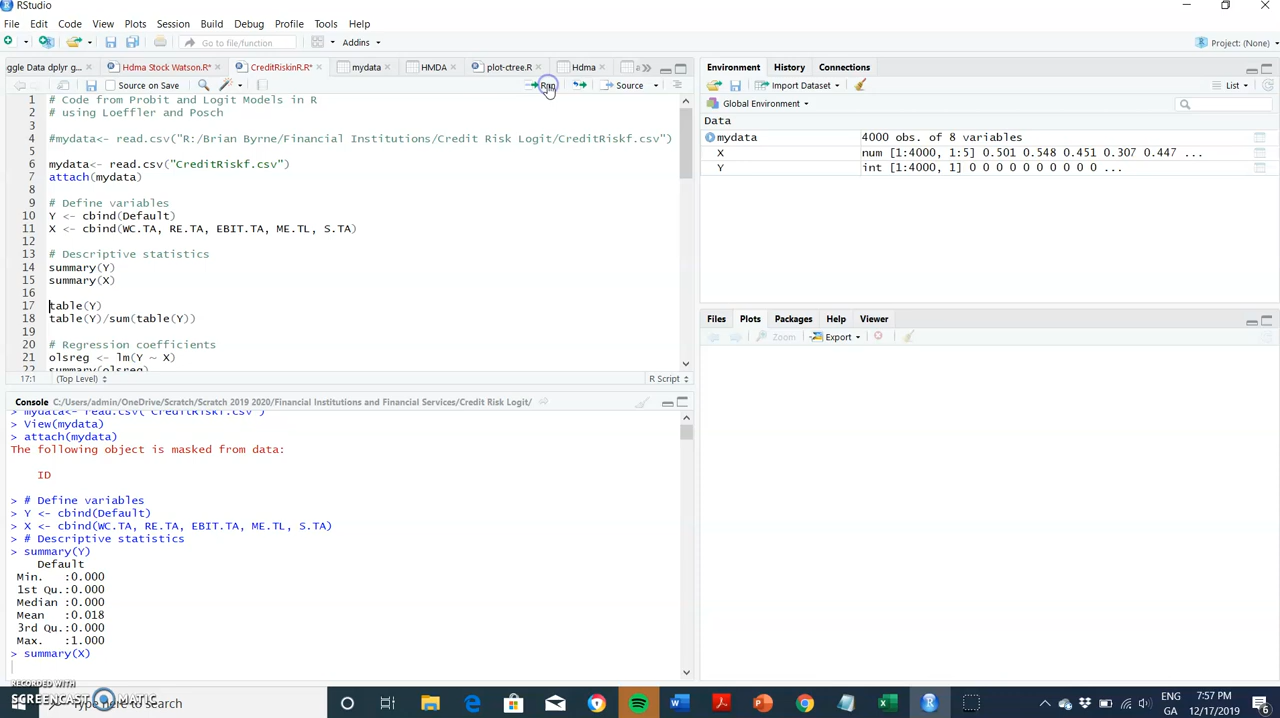 RStudio
File Edit Code View Plots Session Build Debug Profile Tools Help
Go to file/function Addins Project: (None)
ggle Data dplyr g... Hdma Stock Watson.R* CreditRiskinR.R* mydata HMDA plot-ctree.R Hdma a
Source on Save Run Source
1 # Code from Probit and Logit Models in R
2 # using Loeffler and Posch
3
4 #mydata<- read.csv("R:/Brian Byrne/Financial Institutions/Credit Risk Logit/CreditRiskf.csv")
5
6 mydata<- read.csv("CreditRiskf.csv")
7 attach(mydata)
8
9 # Define variables
10 Y <- cbind(Default)
11 X <- cbind(WC.TA, RE.TA, EBIT.TA, ME.TL, S.TA)
12
13 # Descriptive statistics
14 summary(Y)
15 summary(X)
16
17 table(Y)
18 table(Y)/sum(table(Y))
19
20 # Regression coefficients
21 olsreg <- lm(Y ~ X)
22 summary(olsreg)
17:1 (Top Level) R Script
Console C:/Users/admin/OneDrive/Scratch/Scratch 2019 2020/Financial Institutions and Financial Services/Credit Risk Logit/
> mydata<- read.csv("CreditRiskf.csv")
> View(mydata)
> attach(mydata)
The following object is masked from data:
ID
> # Define variables
> Y <- cbind(Default)
> X <- cbind(WC.TA, RE.TA, EBIT.TA, ME.TL, S.TA)
> # Descriptive statistics
> summary(Y)
Default
Min. :0.000
1st Qu.:0.000
Median :0.000
Mean :0.018
3rd Qu.:0.000
Max. :1.000
> summary(X)
Environment History Connections
Import Dataset List
Global Environment
Data
mydata 4000 obs. of 8 variables
X num [1:4000, 1:5] 0.501 0.548 0.451 0.307 0.447 ...
Y int [1:4000, 1] 0 0 0 0 0 0 0 0 0 0 ...
Files Plots Packages Help Viewer
Zoom Export
RECORDED WITH
SCREENCAST MATIC
Type here to search
ENG 7:57 PM
GA 12/17/2019 6